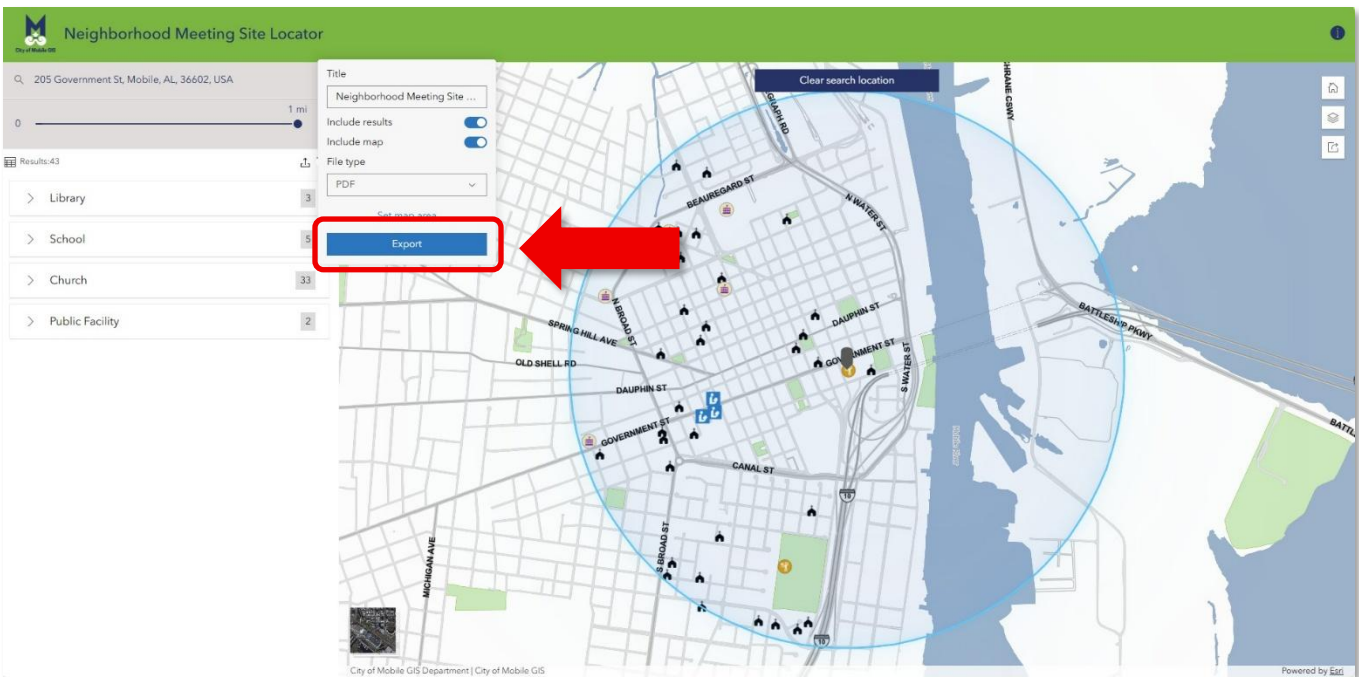 Neighborhood Meeting Site Locator
City of Mobile GIS
205 Government St, Mobile, AL, 36602, USA
1 mi
0
Results:43
Library
3
School
5
Church
33
Public Facility
2
Title
Neighborhood Meeting Site ...
Include results
Include map
File type
PDF
Set map area
Export
Clear search location
BEAUREGARD ST
N WATER ST
DAUPHIN ST
N BROAD ST
SPRING HILL AVE
OLD SHELL RD
DAUPHIN ST
GOVERNMENT ST
S WATER ST
BATTLESHIP PKWY
GOVERNMENT ST
CANAL ST
10
S BROAD ST
MICHIGAN AVE
10
City of Mobile GIS Department | City of Mobile GIS
Powered by Esri